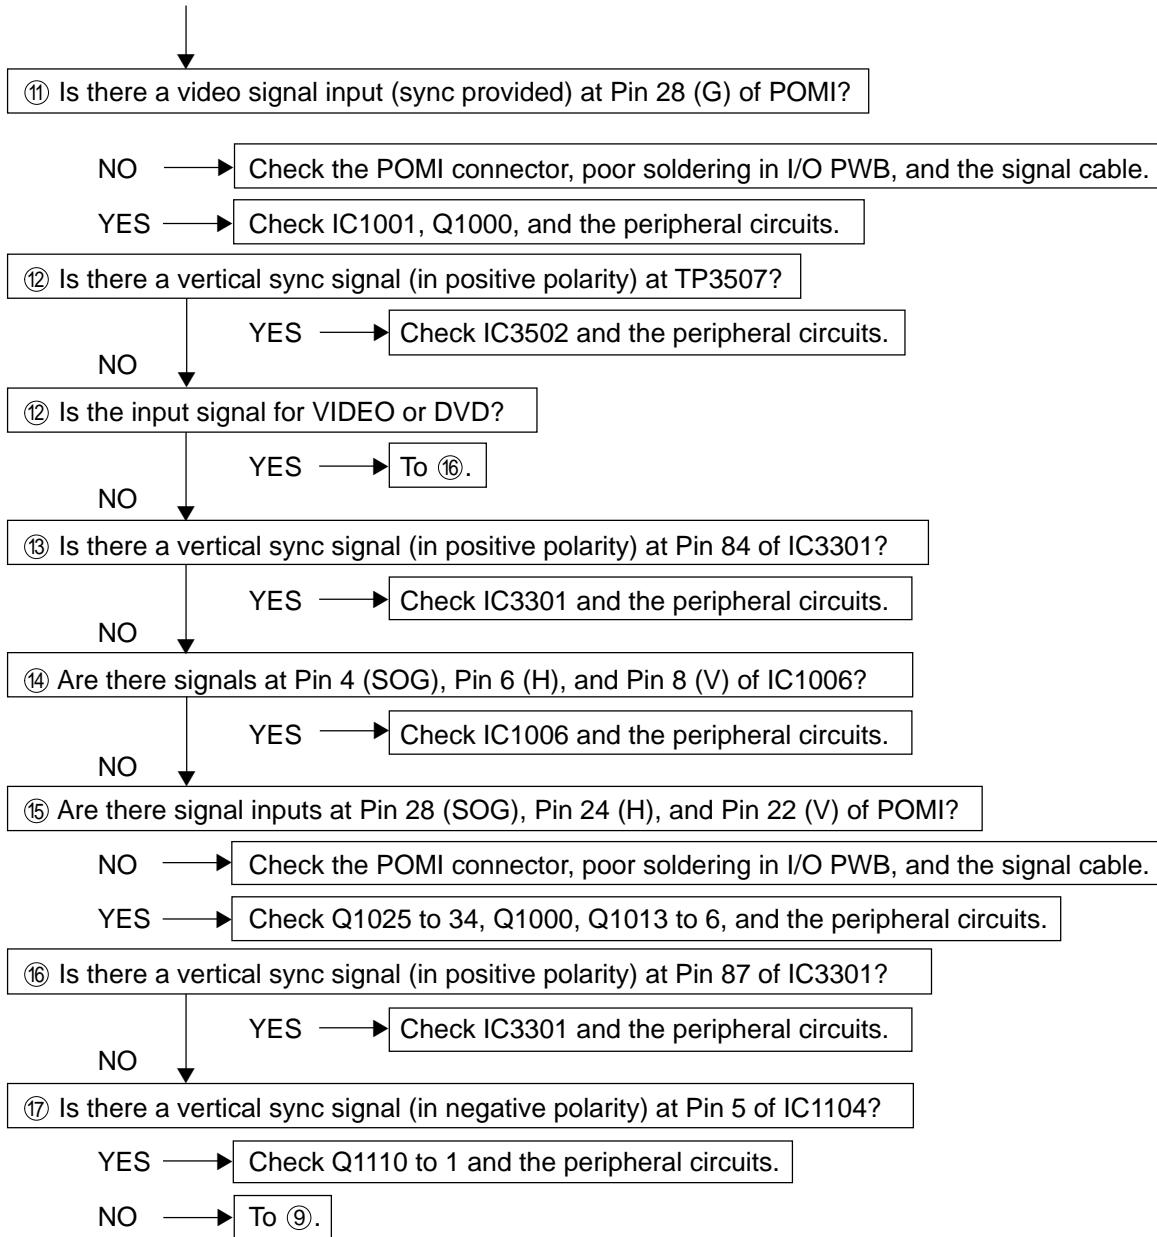 ⑪ Is there a video signal input (sync provided) at Pin 28 (G) of POMI?
NO
Check the POMI connector, poor soldering in I/O PWB, and the signal cable.
YES
Check IC1001, Q1000, and the peripheral circuits.
⑫ Is there a vertical sync signal (in positive polarity) at TP3507?
YES
Check IC3502 and the peripheral circuits.
NO
⑫ Is the input signal for VIDEO or DVD?
YES
To ⑯.
NO
⑬ Is there a vertical sync signal (in positive polarity) at Pin 84 of IC3301?
YES
Check IC3301 and the peripheral circuits.
NO
⑭ Are there signals at Pin 4 (SOG), Pin 6 (H), and Pin 8 (V) of IC1006?
YES
Check IC1006 and the peripheral circuits.
NO
⑮ Are there signal inputs at Pin 28 (SOG), Pin 24 (H), and Pin 22 (V) of POMI?
NO
Check the POMI connector, poor soldering in I/O PWB, and the signal cable.
YES
Check Q1025 to 34, Q1000, Q1013 to 6, and the peripheral circuits.
⑯ Is there a vertical sync signal (in positive polarity) at Pin 87 of IC3301?
YES
Check IC3301 and the peripheral circuits.
NO
⑰ Is there a vertical sync signal (in negative polarity) at Pin 5 of IC1104?
YES
Check Q1110 to 1 and the peripheral circuits.
NO
To ⑨.